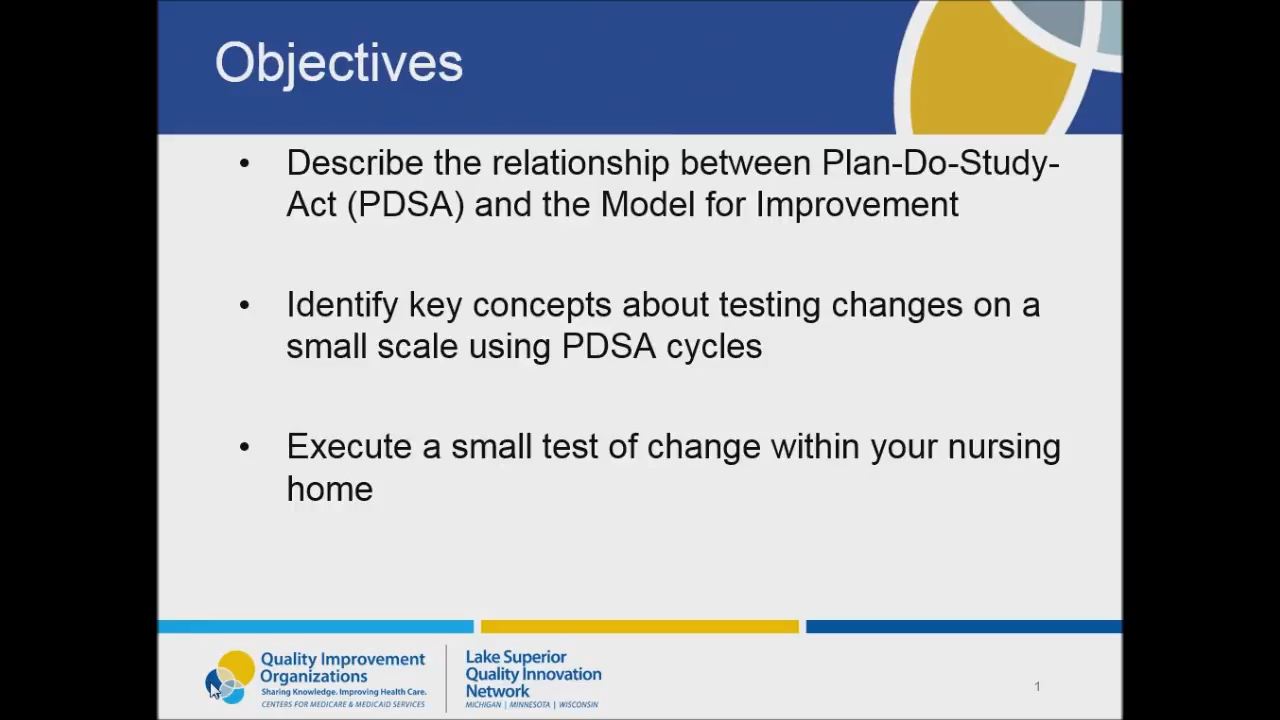 Objectives
• Describe the relationship between Plan-Do-Study-
Act (PDSA) and the Model for Improvement
• Identify key concepts about testing changes on a
small scale using PDSA cycles
• Execute a small test of change within your nursing
home
Quality Improvement
Organizations
Sharing Knowledge. Improving Health Care.
CENTERS FOR MEDICARE & MEDICAID SERVICES
Lake Superior
Quality Innovation
Network
MICHIGAN | MINNESOTA | WISCONSIN
1